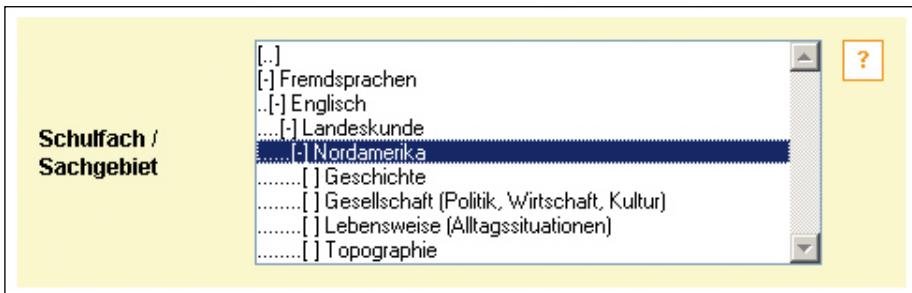 Schulfach /
Sachgebiet
[..]
[-] Fremdsprachen
..[-] Englisch
....[-] Landeskunde
......[-] Nordamerika
........[ ] Geschichte
........[ ] Gesellschaft (Politik, Wirtschaft, Kultur)
........[ ] Lebensweise (Alltagssituationen)
........[ ] Topographie
?